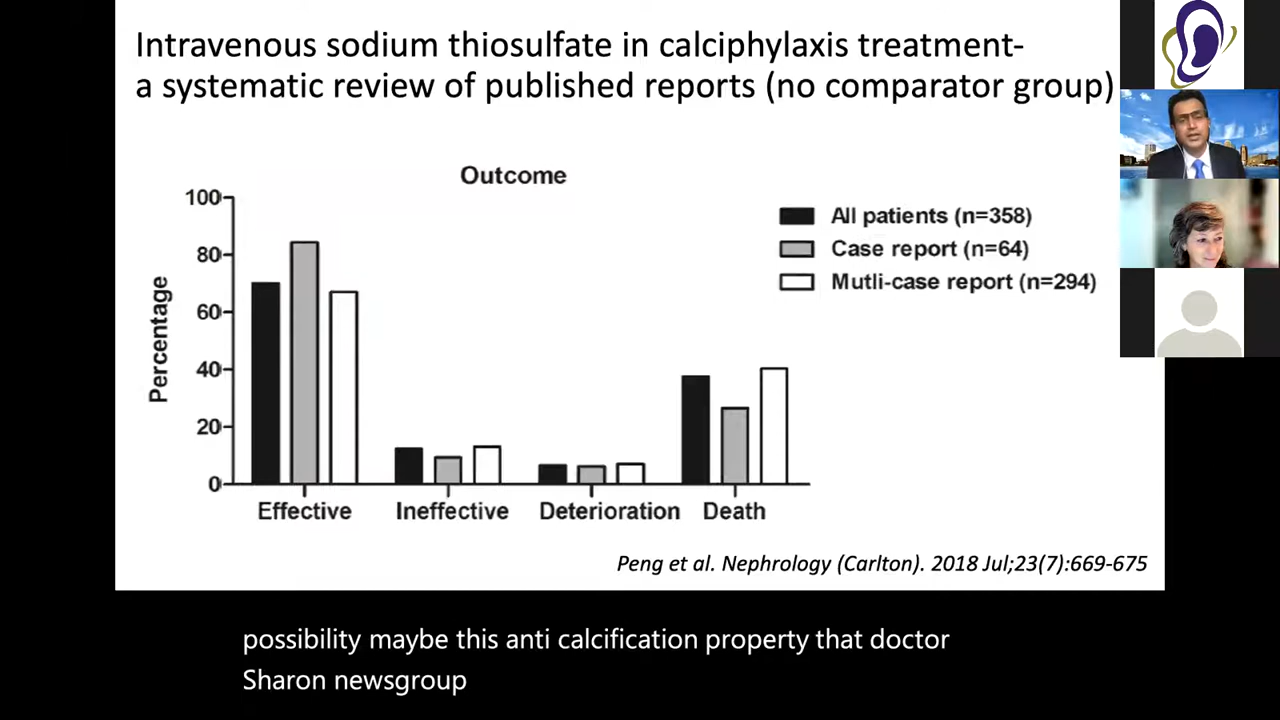 Intravenous sodium thiosulfate in calciphylaxis treatment-
a systematic review of published reports (no comparator group)
Outcome
100
80
60
40
20
0
Percentage
All patients (n=358)
Case report (n=64)
Mutli-case report (n=294)
Effective
Ineffective
Deterioration
Death
Peng et al. Nephrology (Carlton). 2018 Jul;23(7):669-675
possibility maybe this anti calcification property that doctor
Sharon newsgroup